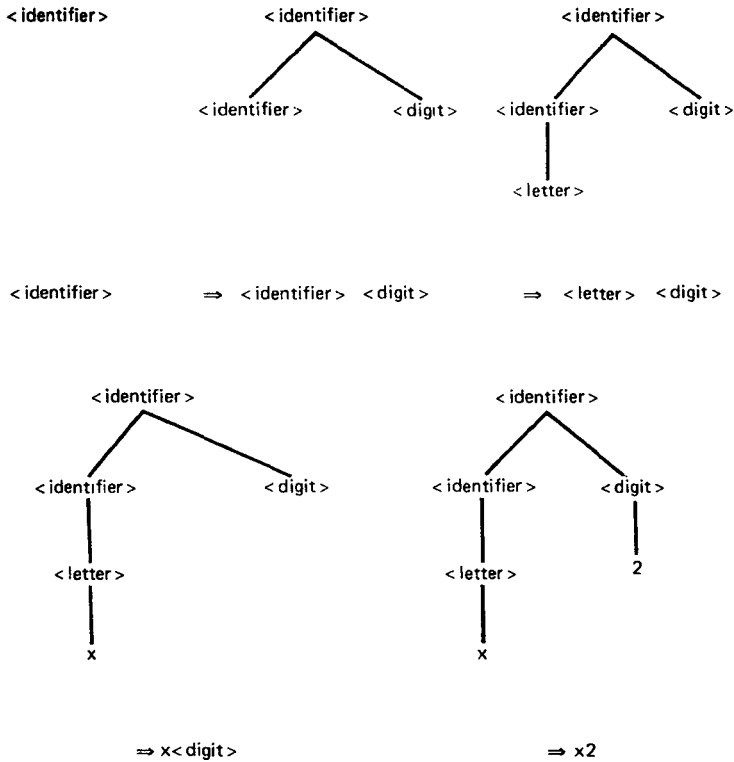 <identifier> <identifier> <identifier>
<identifier> <digit> <identifier> <digit>
<letter>
<identifier> ⇒ <identifier> <digit> ⇒ <letter> <digit>
<identifier> <identifier>
<identifier> <digit> <identifier> <digit>
<letter> <letter> 2
x x
⇒ x<digit> ⇒ x2